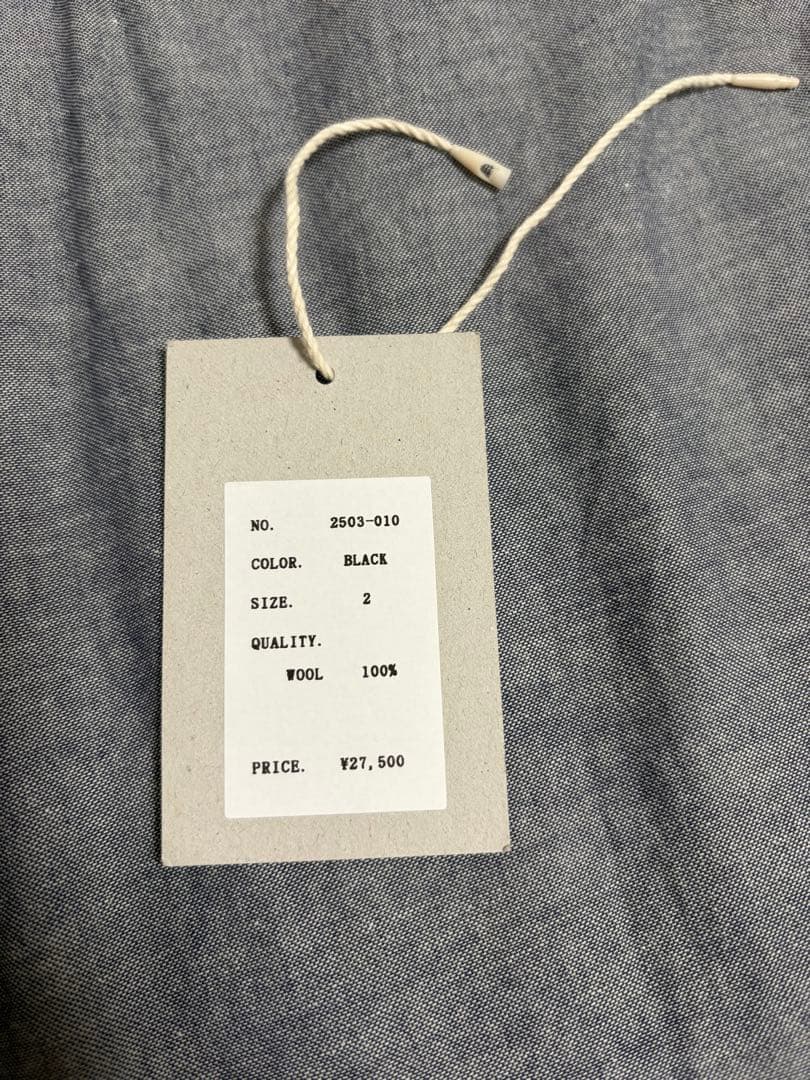 NO. 2503-010
COLOR. BLACK
SIZE. 2
QUALITY.
WOOL 100%
PRICE. ¥27,500